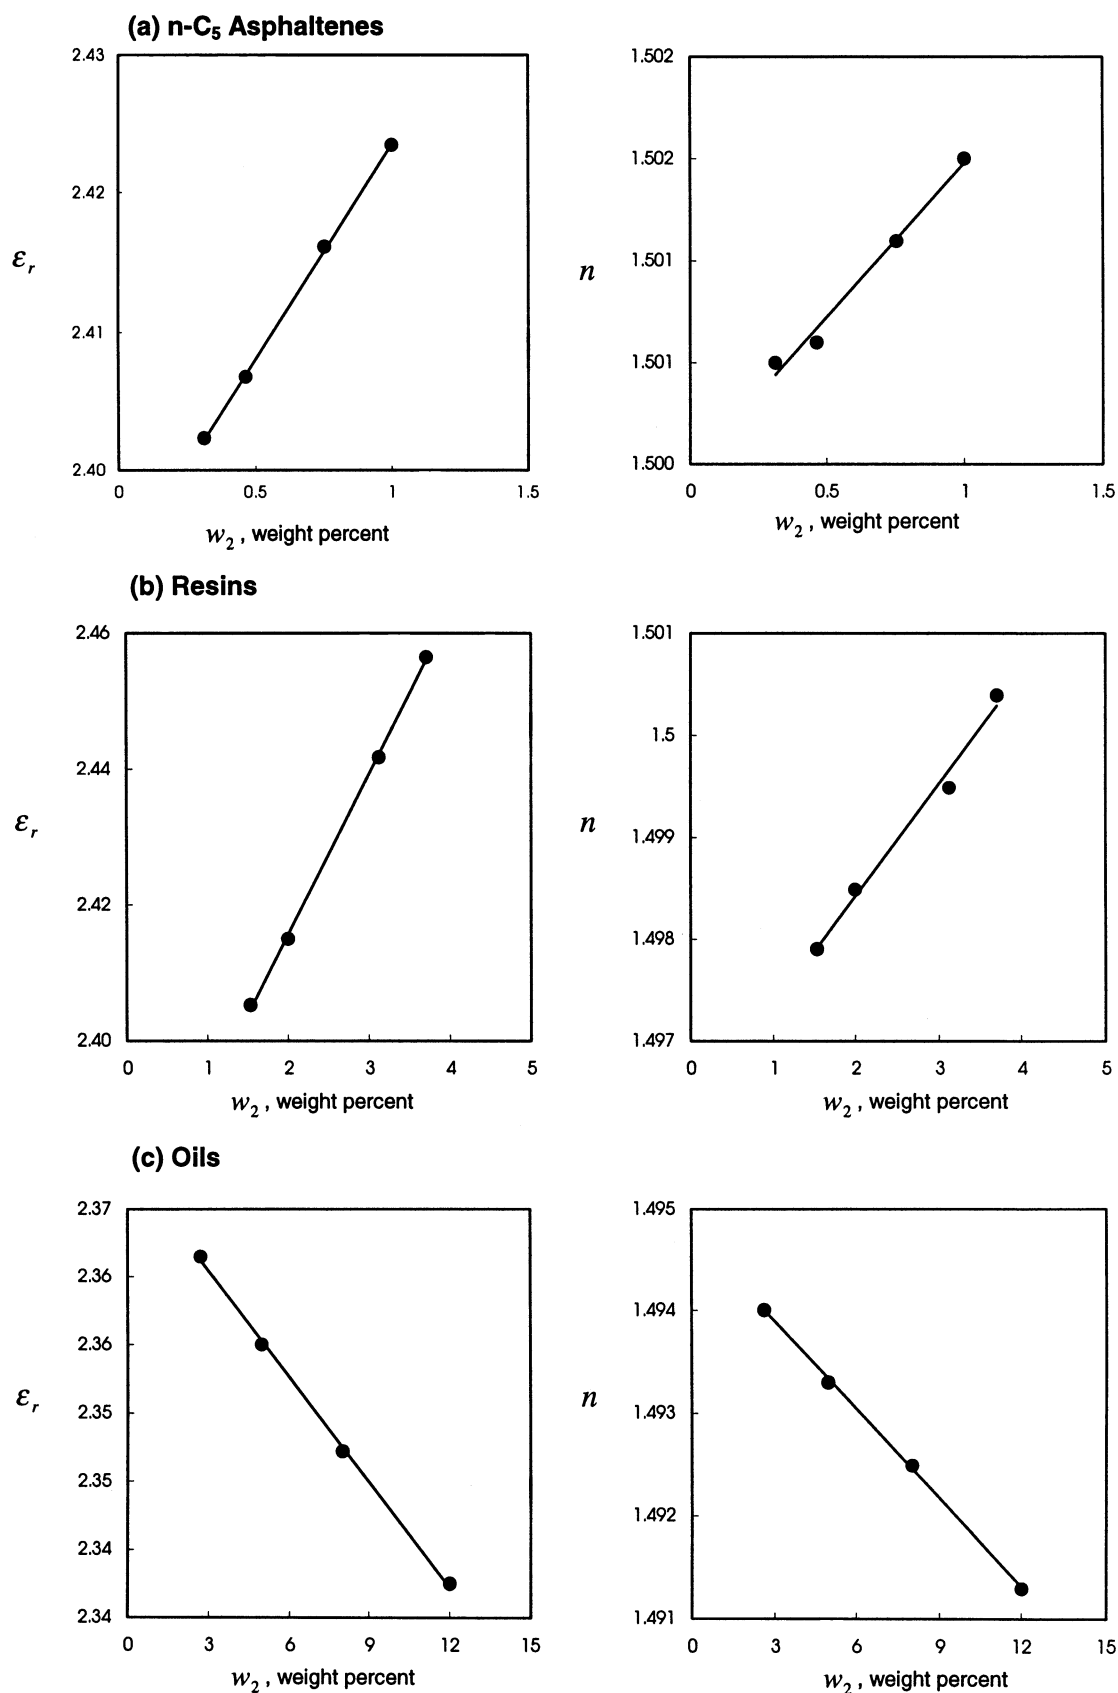 (a) n-C5 Asphaltenes
2.43
2.42
εr
2.41
2.40
0 0.5 1 1.5
w2 , weight percent
1.502
1.502
n
1.501
1.501
1.500
0 0.5 1 1.5
w2 , weight percent
(b) Resins
2.46
2.44
εr
2.42
2.40
0 1 2 3 4 5
w2 , weight percent
1.501
1.5
n
1.499
1.498
1.497
0 1 2 3 4 5
w2 , weight percent
(c) Oils
2.37
2.36
2.36
εr
2.35
2.35
2.34
2.34
0 3 6 9 12 15
w2 , weight percent
1.495
1.494
n
1.493
1.492
1.491
0 3 6 9 12 15
w2 , weight percent